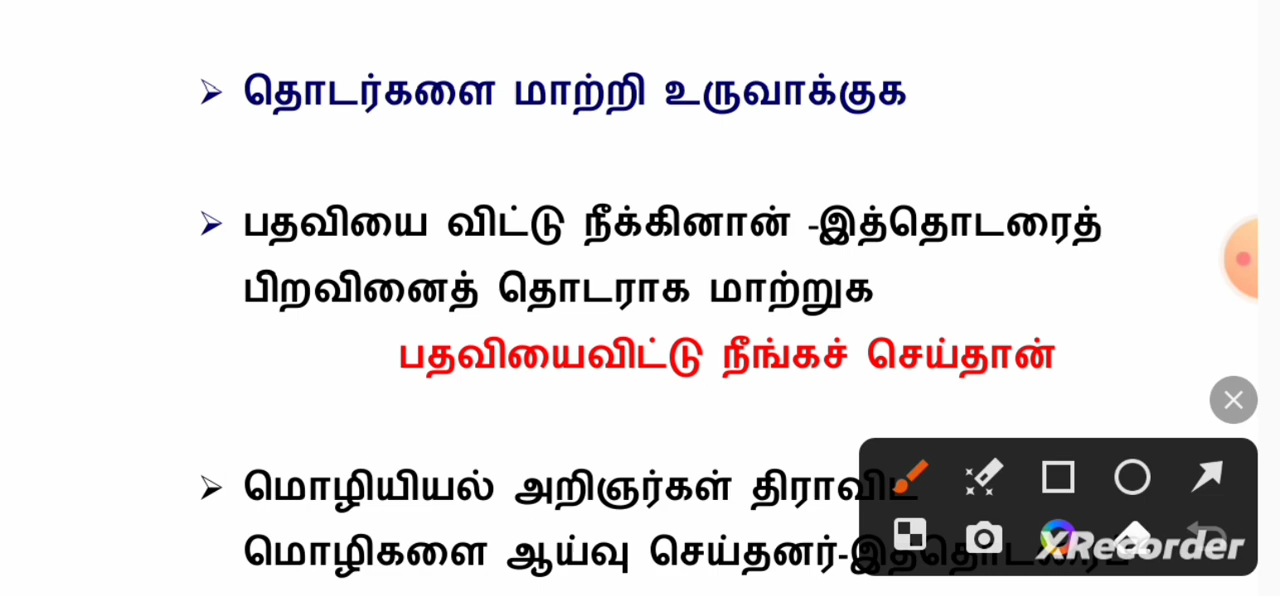 தொடர்களை மாற்றி உருவாக்குக
பதவியை விட்டு நீக்கினான் -இத்தொடரைத்
பிறவினைத் தொடராக மாற்றுக
பதவியைவிட்டு நீங்கச் செய்தான்
மொழியியல் அறிஞர்கள் திராவிட
மொழிகளை ஆய்வு செய்தனர்-
XRecorder